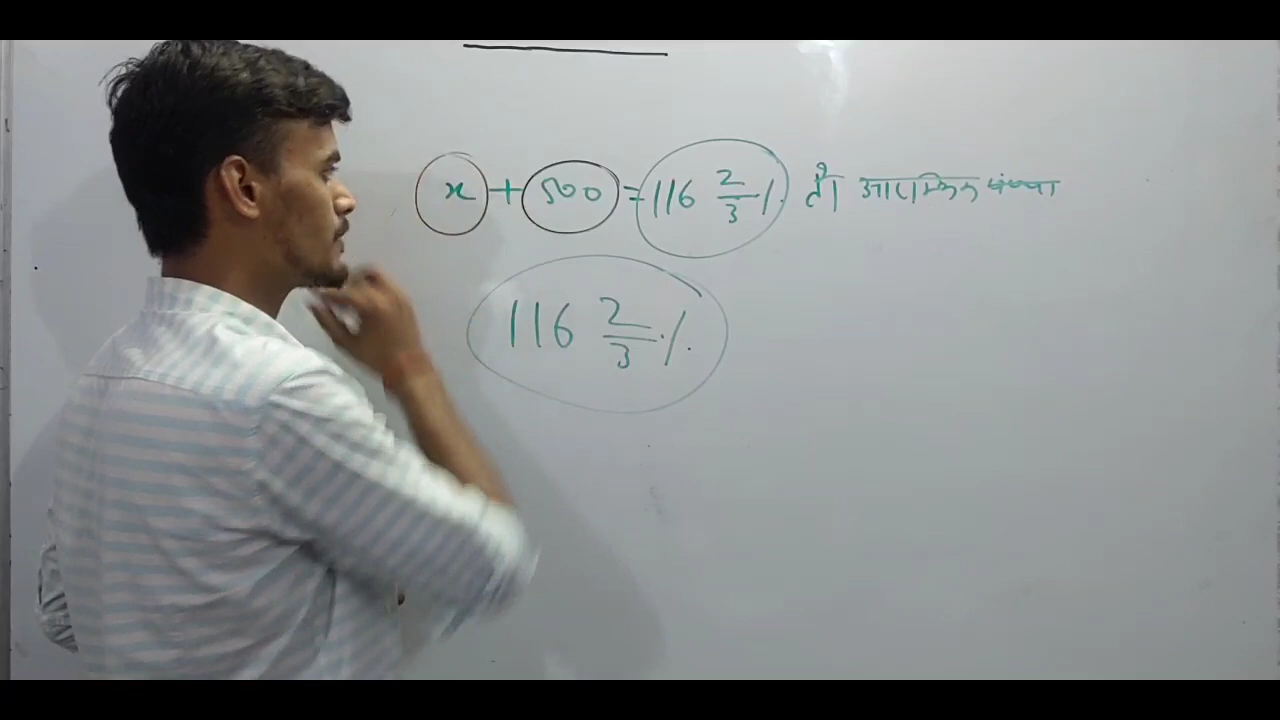 x + 500 = 116 2/3 % तो आरम्भिक संख्या
116 2/3 %